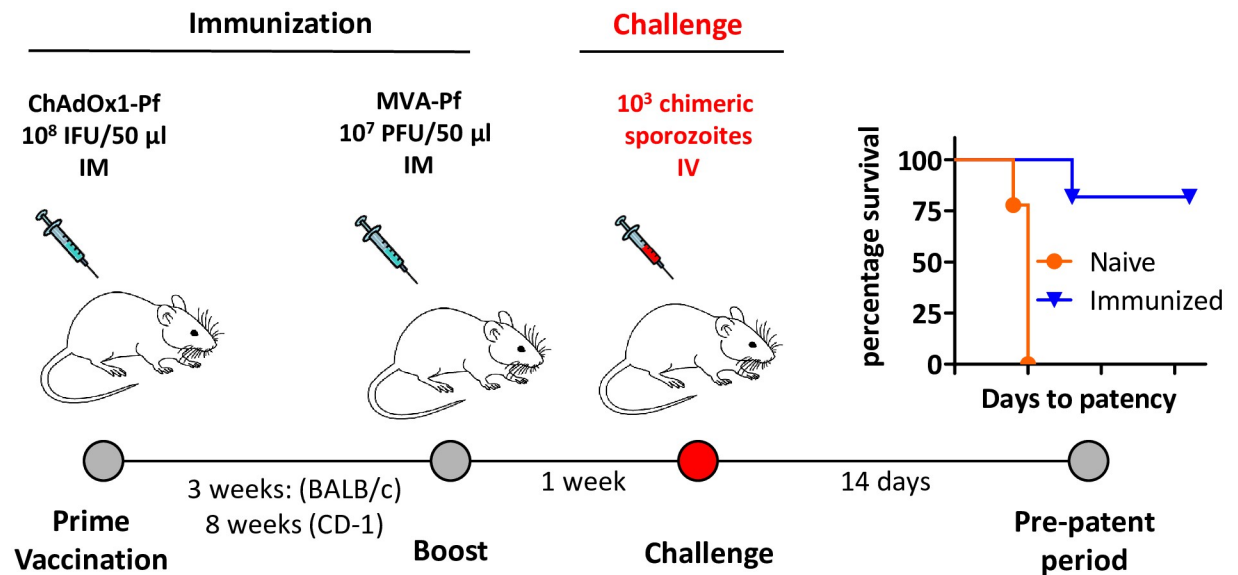 Immunization
Challenge
ChAdOx1-Pf
10⁸ IFU/50 µl
IM
MVA-Pf
10⁷ PFU/50 µl
IM
10³ chimeric
sporozoites
IV
percentage survival
100
75
50
25
0
Naive
Immunized
Days to patency
3 weeks: (BALB/c)
8 weeks (CD-1)
1 week
14 days
Prime
Vaccination
Boost
Challenge
Pre-patent
period